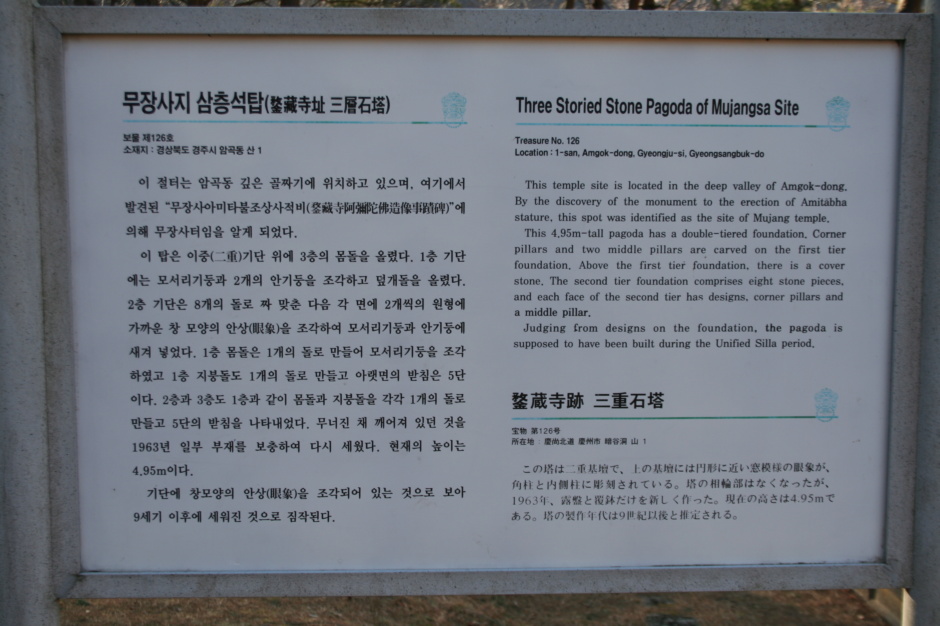 무장사지 삼층석탑(鍪藏寺址 三層石塔)
보물 제126호
소재지 : 경상북도 경주시 암곡동 산 1
이 절터는 암곡동 깊은 골짜기에 위치하고 있으며, 여기에서
발견된 "무장사아미타불조상사적비(鍪藏寺阿彌陀佛造像事蹟碑)"에
의해 무장사터임을 알게 되었다.
이 탑은 이중(二重)기단 위에 3층의 몸돌을 올렸다. 1층 기단
에는 모서리기둥과 2개의 안기둥을 조각하고 덮개돌을 올렸다.
2층 기단은 8개의 돌로 짜 맞춘 다음 각 면에 2개씩의 원형에
가까운 창 모양의 안상(眼象)을 조각하여 모서리기둥과 안기둥에
새겨 넣었다. 1층 몸돌은 1개의 돌로 만들어 모서리기둥을 조각
하였고 1층 지붕돌도 1개의 돌로 만들고 아랫면의 받침은 5단
이다. 2층과 3층도 1층과 같이 몸돌과 지붕돌을 각각 1개의 돌로
만들고 5단의 받침을 나타내었다. 무너진 채 깨어져 있던 것을
1963년 일부 부재를 보충하여 다시 세웠다. 현재의 높이는
4.95m이다.
기단에 창모양의 안상(眼象)을 조각되어 있는 것으로 보아
9세기 이후에 세워진 것으로 짐작된다.
Three Storied Stone Pagoda of Mujangsa Site
Treasure No. 126
Location : 1-san, Amgok-dong, Gyeongju-si, Gyeongsangbuk-do
This temple site is located in the deep valley of Amgok-dong.
By the discovery of the monument to the erection of Amitābha
stature, this spot was identified as the site of Mujang temple.
This 4.95m-tall pagoda has a double-tiered foundation. Corner
pillars and two middle pillars are carved on the first tier
foundation. Above the first tier foundation, there is a cover
stone. The second tier foundation comprises eight stone pieces,
and each face of the second tier has designs, corner pillars and
a middle pillar.
Judging from designs on the foundation, the pagoda is
supposed to have been built during the Unified Silla period.
鍪蔵寺跡 三重石塔
宝物 第126号
所在地 : 慶尚北道 慶州市 暗谷洞 山 1
この塔は二重基壇で、上の基壇には円形に近い窓模様の眼象が、
角柱と内側柱に彫刻されている。塔の相輪部はなくなったが、
1963年、露盤と覆鉢だけを新しく作った。現在の高さは4.95mで
ある。塔の製作年代は9世紀以後と推定される。